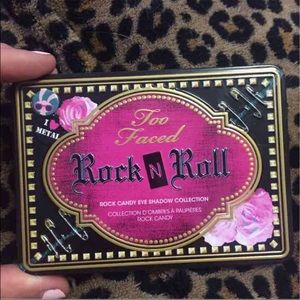 I
METAL
Too
Faced
Rock N Roll
ROCK CANDY EYE SHADOW COLLECTION
COLLECTION D'OMBRES À PAUPIÈRES
ROCK CANDY